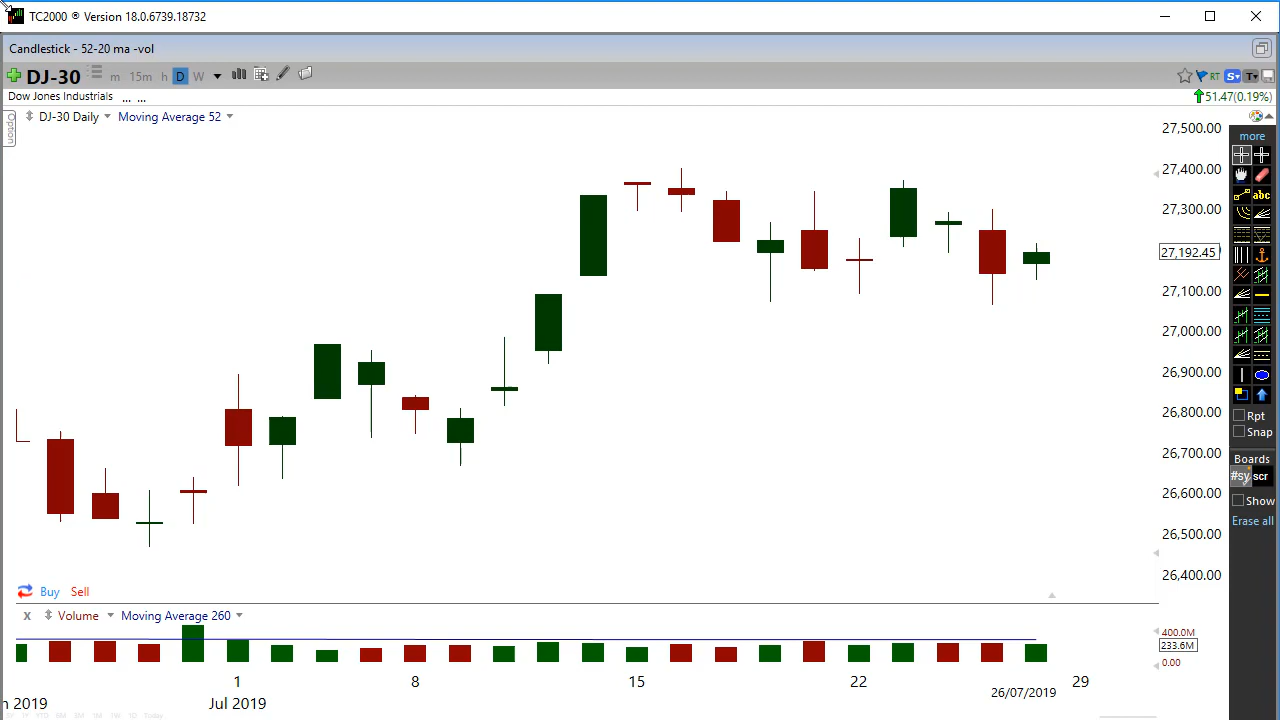 TC2000 ® Version 18.0.6739.18732
Candlestick - 52-20 ma -vol
DJ-30 m 15m h D W RT S T
Dow Jones Industrials ... ... 51.47(0.19%)
Option
DJ-30 Daily Moving Average 52
27,500.00
27,400.00
27,300.00
27,192.45
27,100.00
27,000.00
26,900.00
26,800.00
26,700.00
26,600.00
26,500.00
26,400.00
more
abc
Rpt
Snap
Boards
#sy scr
Show
Erase all
Buy Sell
x Volume Moving Average 260
400.0M
233.6M
0.00
1 8 15 22 29
26/07/2019
n 2019 Jul 2019
Today